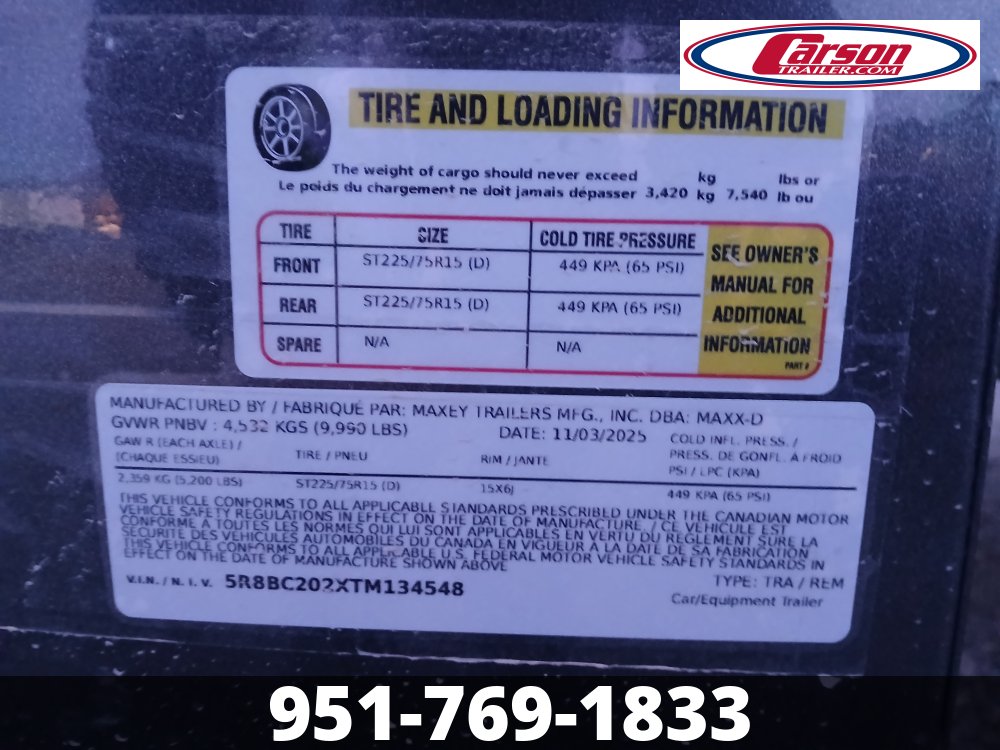 Carson
TRAILER.COM
TIRE AND LOADING INFORMATION
The weight of cargo should never exceed kg lbs or
Le poids du chargement ne doit jamais dépasser 3,420 kg 7,540 lb ou
TIRE SIZE COLD TIRE PRESSURE
FRONT ST225/75R15 (D) 449 KPA (65 PSI)
REAR ST225/75R15 (D) 449 KPA (65 PSI)
SPARE N/A N/A
SEE OWNER'S
MANUAL FOR
ADDITIONAL
INFORMATION
PART #
MANUFACTURED BY / FABRIQUÉ PAR: MAXEY TRAILERS MFG., INC. DBA: MAXX-D
GVWR PNBV : 4,532 KGS (9,990 LBS) DATE: 11/03/2025
GAWR (EACH AXLE) /
(CHAQUE ESSIEU) TIRE / PNEU RIM / JANTE
COLD INFL. PRESS. /
PRESS. DE GONFL. A FROID
PSI / LPC (KPA)
2,359 KG (5,200 LBS) ST225/75R15 (D) 15X6J 449 KPA (65 PSI)
THIS VEHICLE CONFORMS TO ALL APPLICABLE STANDARDS PRESCRIBED UNDER THE CANADIAN MOTOR
VEHICLE SAFETY REGULATIONS IN EFFECT ON THE DATE OF MANUFACTURE. / CE VEHICULE EST
CONFORME A TOUTES LES NORMES QUI LUI SONT APPLICABLES EN VERTU DU REGLEMENT SUR LA
SECURITE DES VEHICULES AUTOMOBILES DU CANADA EN VIGUEUR A LA DATE DE SA FABRICATION
THIS VEHICLE CONFORMS TO ALL APPLICABLE U.S. FEDERAL MOTOR VEHICLE SAFETY STANDARDS IN
EFFECT ON THE DATE OF MANUFACTURE SHOWN ABOVE
V.I.N. / N. I. V. 5R8BC202XTM134548 TYPE: TRA / REM
Car/Equipment Trailer
951-769-1833